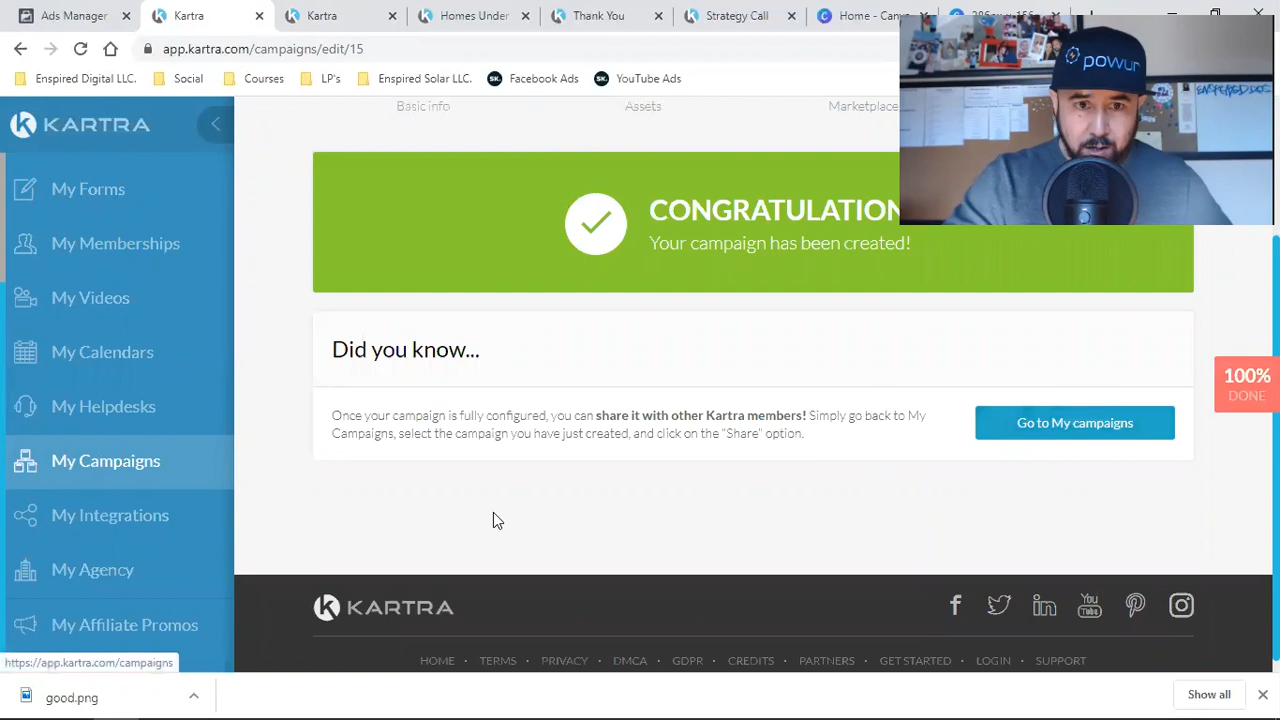 Ads Manager
Kartra
Kartra
Homes Under
Thank You
Strategy Call
Home - Canva
app.kartra.com/campaigns/edit/15
Enspired Digital LLC.
Social
Courses
LP's
Enspired Solar LLC.
SK.
Facebook Ads
SK.
YouTube Ads
powur
KARTRA
Basic info
Assets
Marketplace
My Forms
My Memberships
My Videos
My Calendars
My Helpdesks
My Campaigns
My Integrations
My Agency
My Affiliate Promos
CONGRATULATION
Your campaign has been created!
Did you know...
Once your campaign is fully configured, you can share it with other Kartra members! Simply go back to My
Campaigns, select the campaign you have just created, and click on the "Share" option.
Go to My campaigns
100%
DONE
KARTRA
You
Tube
HOME · TERMS · PRIVACY · DMCA · GDPR · CREDITS · PARTNERS · GET STARTED · LOGIN · SUPPORT
https://app.kartra.com/campaigns
good.png
Show all